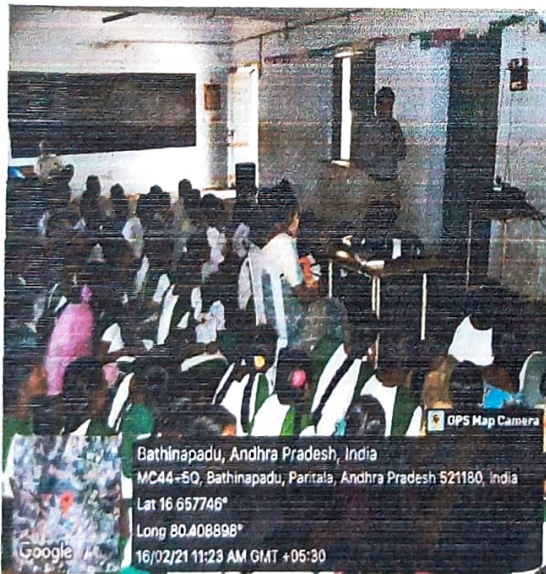 GPS Map Camera
Bathinapadu, Andhra Pradesh, India
MC44+5Q, Bathinapadu, Paritala, Andhra Pradesh 521180, India
Lat 16.657746°
Long 80.408898°
16/02/21 11:23 AM GMT +05:30
Google